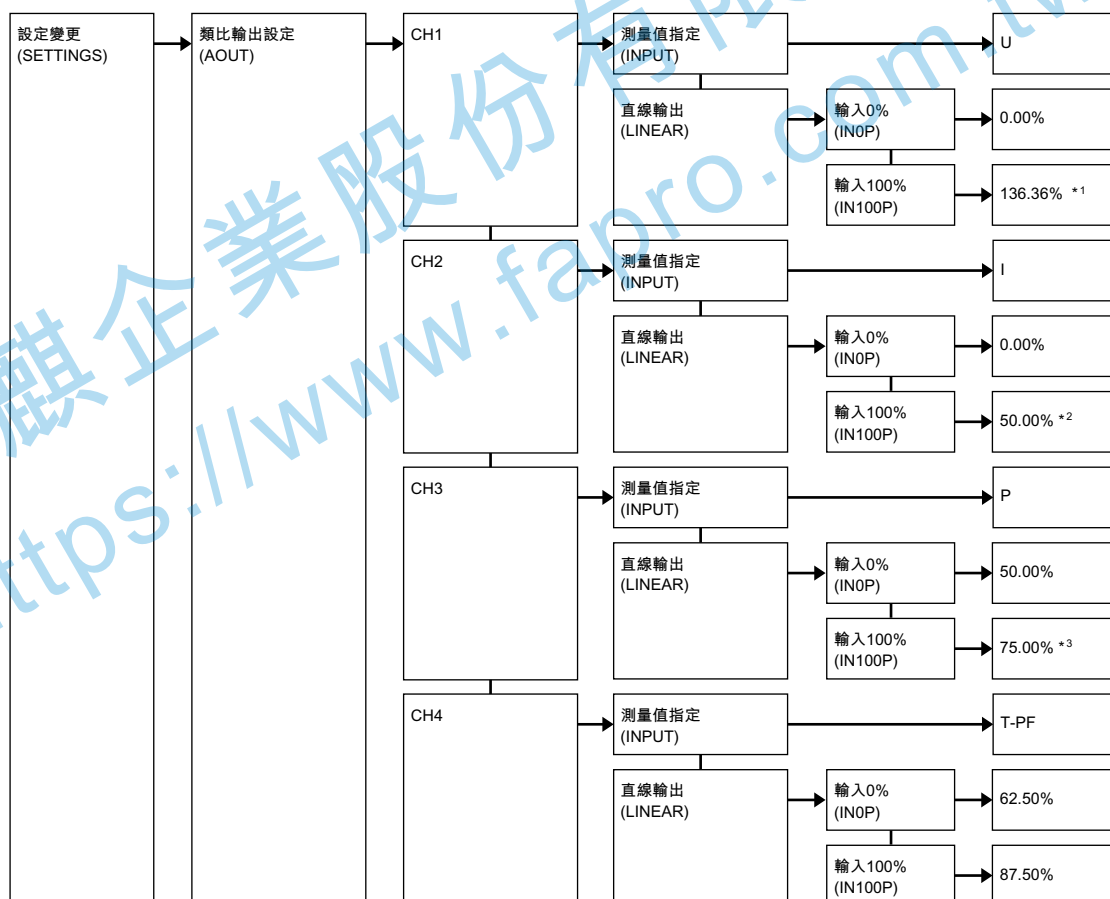 設定變更
(SETTINGS)
類比輸出設定
(AOUT)
CH1
測量值指定
(INPUT)
U
直線輸出
(LINEAR)
輸入0%
(IN0P)
0.00%
輸入100%
(IN100P)
136.36% *1
CH2
測量值指定
(INPUT)
I
直線輸出
(LINEAR)
輸入0%
(IN0P)
0.00%
輸入100%
(IN100P)
50.00% *2
CH3
測量值指定
(INPUT)
P
直線輸出
(LINEAR)
輸入0%
(IN0P)
50.00%
輸入100%
(IN100P)
75.00% *3
CH4
測量值指定
(INPUT)
T-PF
直線輸出
(LINEAR)
輸入0%
(IN0P)
62.50%
輸入100%
(IN100P)
87.50%
麒企業股份有限
ttps://www.fapro.com.tw